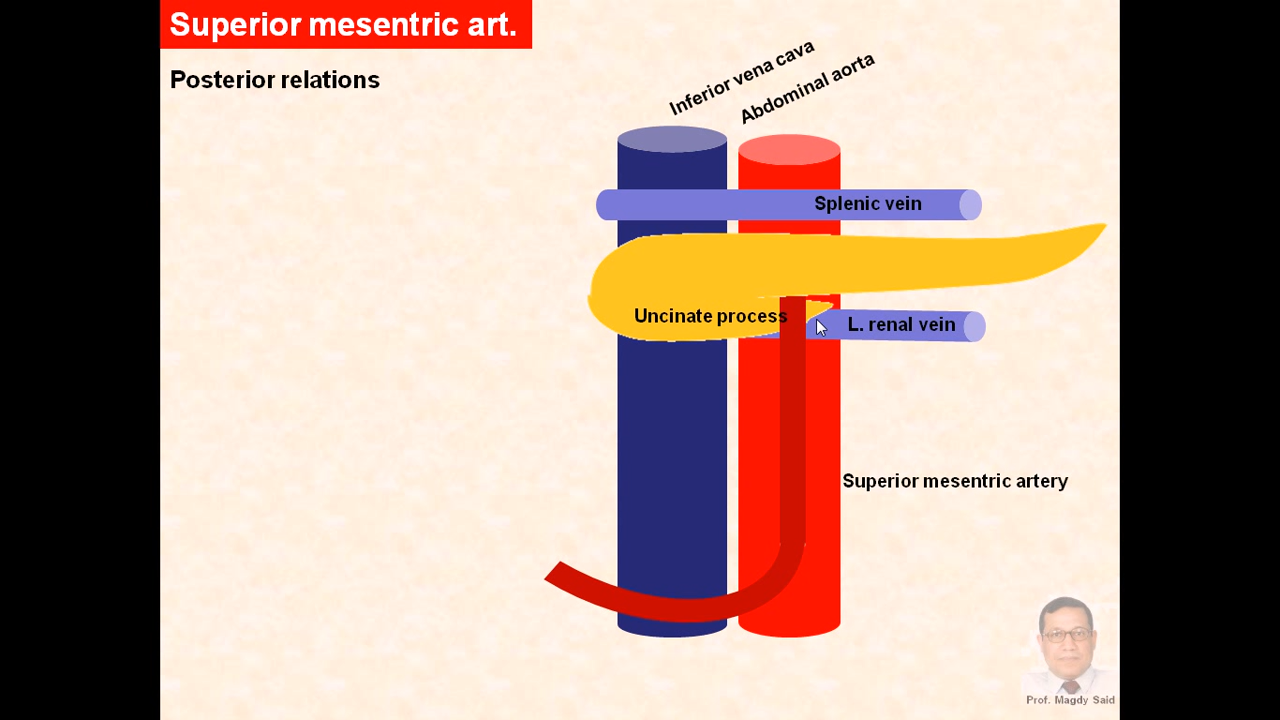 Superior mesentric art.
Posterior relations
Inferior vena cava
Abdominal aorta
Splenic vein
Uncinate process
L. renal vein
Superior mesentric artery
Prof. Magdy Said